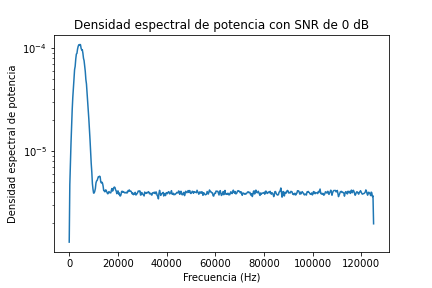 Densidad espectral de potencia con SNR de 0 dB
Densidad espectral de potencia
10⁻⁴
10⁻⁵
0 20000 40000 60000 80000 100000 120000
Frecuencia (Hz)